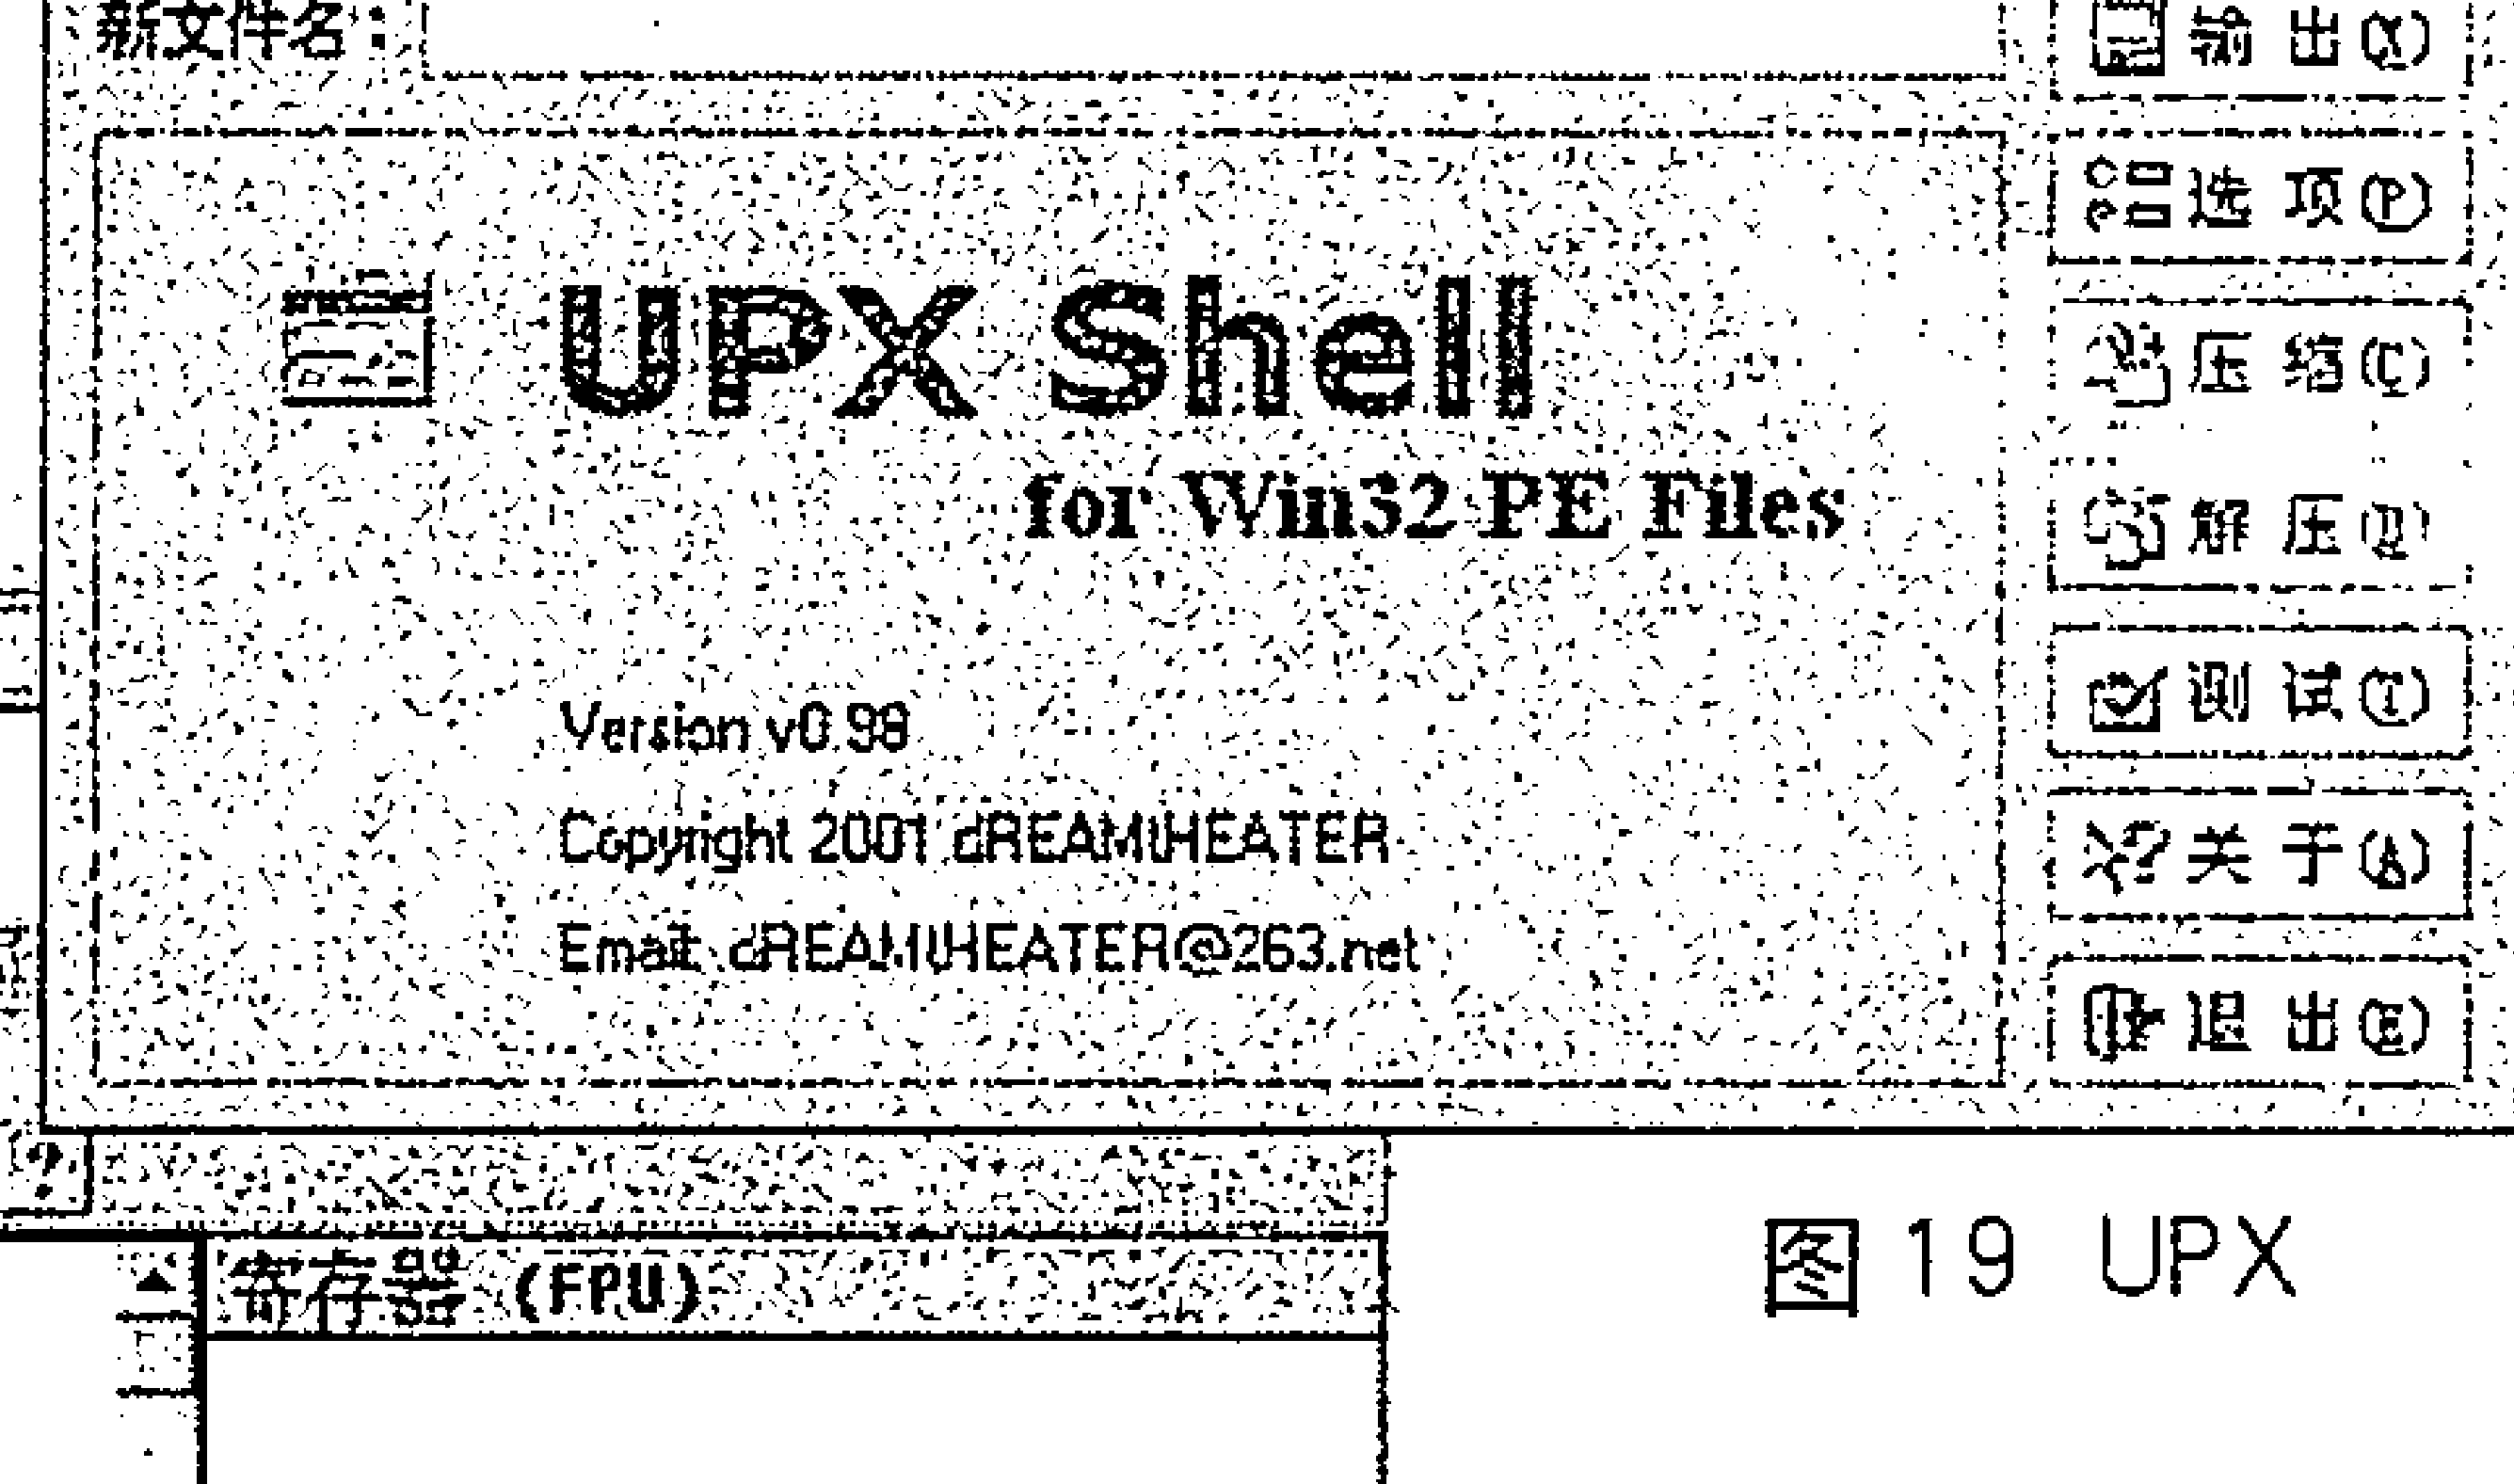 新文件名:
输 出(X)
选 项(P)
UPX Shell
压 缩(C)
for Win32 PE Files
解 压(D)
测 试(T)
Version v0.98
Copyright 2001 dREAMtHEATER
关 于(A)
Email: dREAMtHEATER@263.net
退 出(E)
图 19 UPX
寄存器 (FPU)